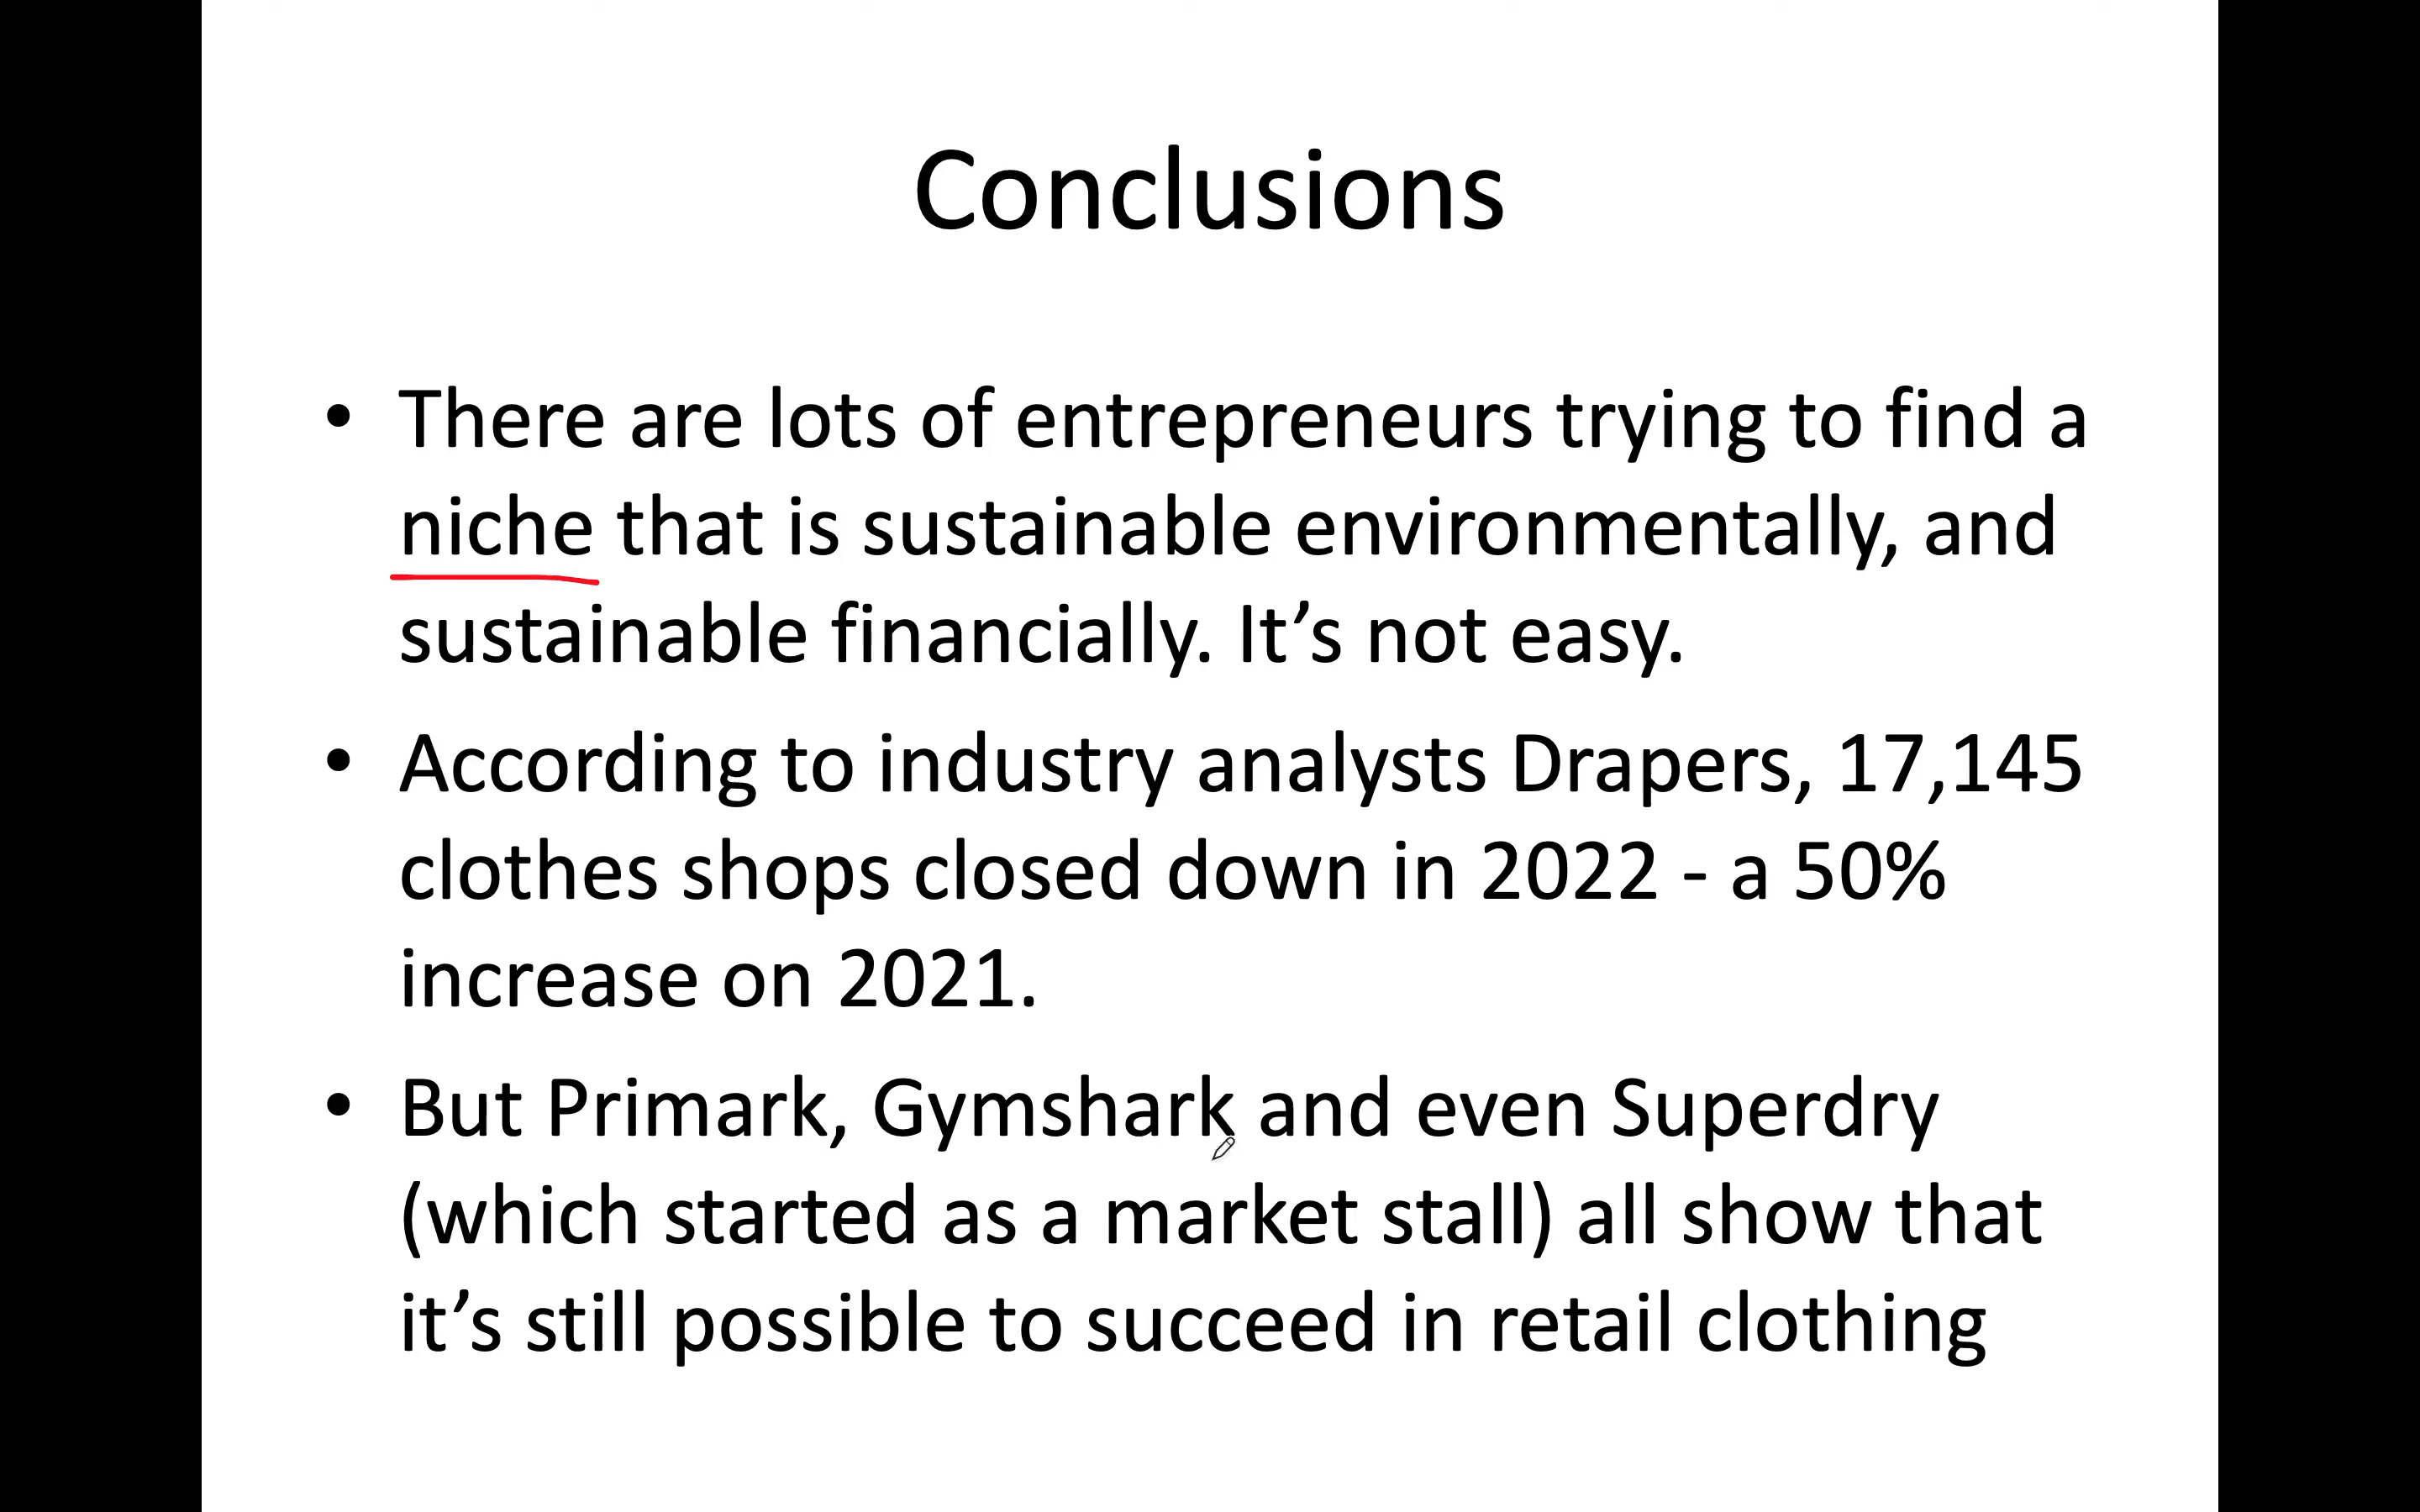 Conclusions
• There are lots of entrepreneurs trying to find a
niche that is sustainable environmentally, and
sustainable financially. It’s not easy.
• According to industry analysts Drapers, 17,145
clothes shops closed down in 2022 - a 50%
increase on 2021.
• But Primark, Gymshark and even Superdry
(which started as a market stall) all show that
it’s still possible to succeed in retail clothing